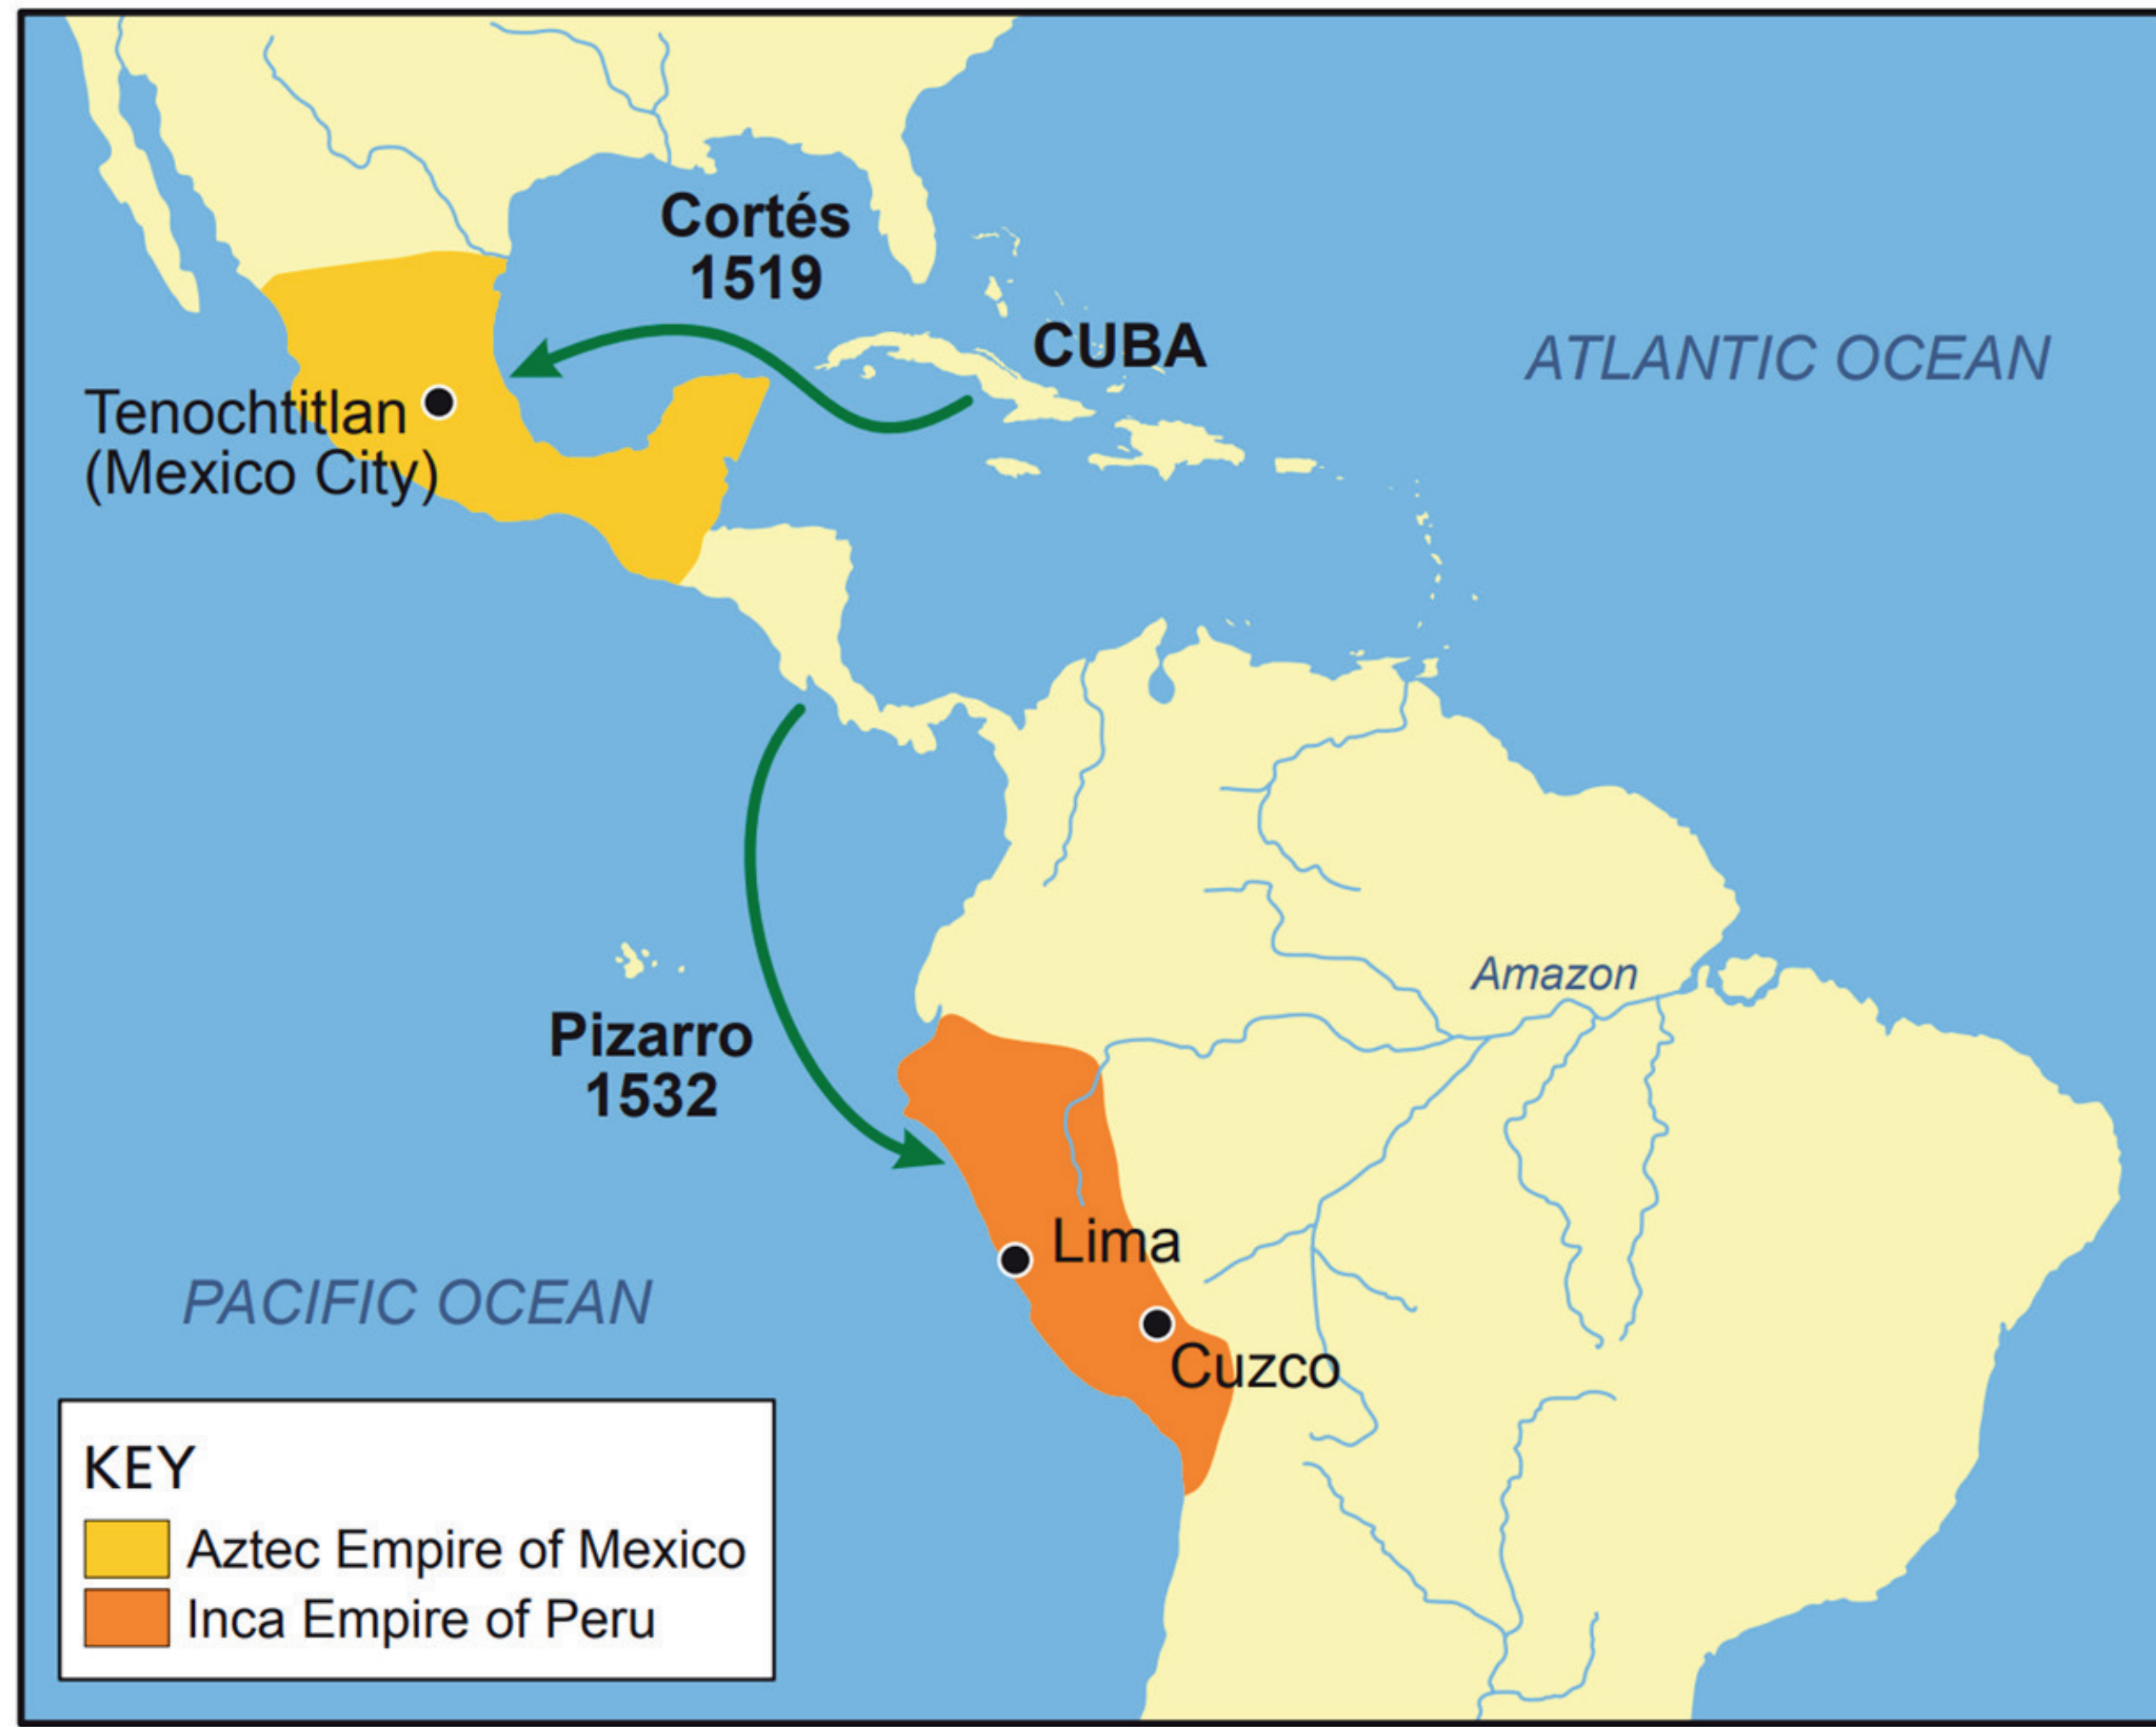 Cortés
1519
CUBA
ATLANTIC OCEAN
Tenochtitlan
(Mexico City)
Amazon
Pizarro
1532
Lima
PACIFIC OCEAN
Cuzco
KEY
Aztec Empire of Mexico
Inca Empire of Peru